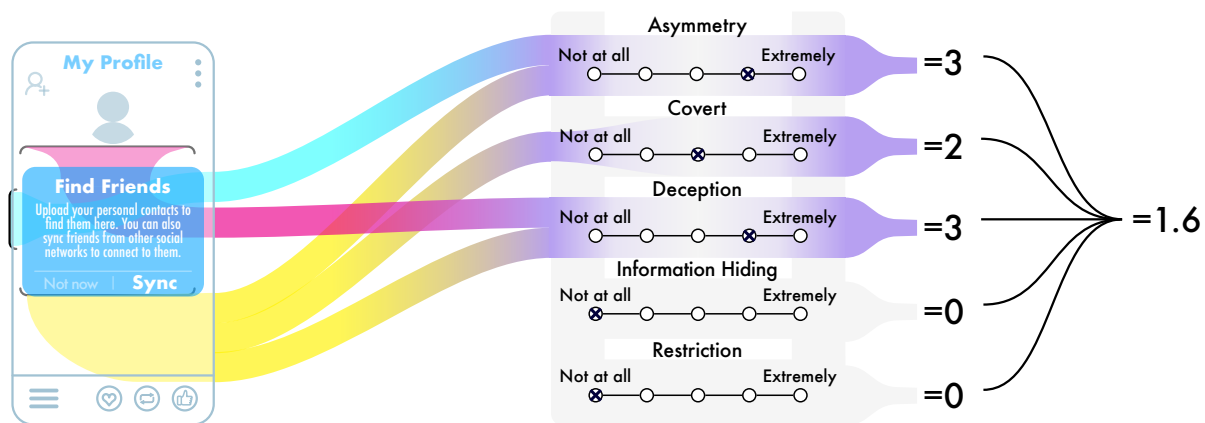 My Profile
Find Friends
Upload your personal contacts to
find them here. You can also
sync friends from other social
networks to connect to them.
Not now | Sync
Asymmetry
Not at all Extremely
=3
Covert
Not at all Extremely
=2
Deception
Not at all Extremely
=3
Information Hiding
Not at all Extremely
=0
Restriction
Not at all Extremely
=0
=1.6